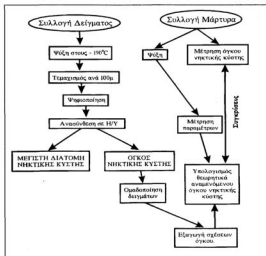 Συλλογή Δείγματος
Συλλογή Μάρτυρα
Ψύξη στους - 190°C
Ψύξη
Μέτρηση όγκου
νηκτικής κύστης
Τεμαχισμός ανά 100μ
Ψηφιοποίηση
Ανασύνθεση σε Η/Υ
Μέτρηση
παραμέτρων
Συγκρίσεις
ΜΕΓΙΣΤΗ ΔΙΑΤΟΜΗ
ΝΗΚΤΙΚΗΣ ΚΥΣΤΗΣ
ΟΓΚΟΣ
ΝΗΚΤΙΚΗΣ ΚΥΣΤΗΣ
Υπολογισμός
θεωρητικά
αναμενόμενου
όγκου νηκτικής
κύστης
Ομαδοποίηση
δειγμάτων
Εξαγωγή σχέσεων
όγκου.